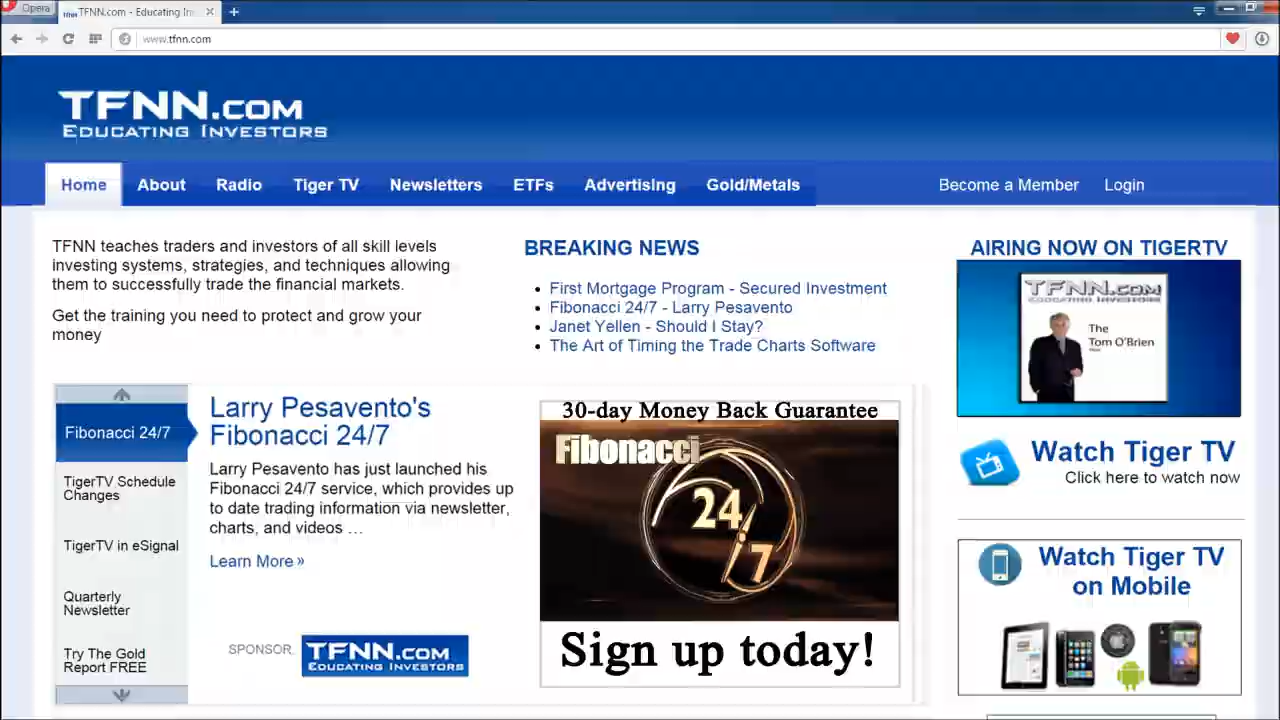 Opera
TFNN.com - Educating In
www.tfnn.com
TFNN.COM
EDUCATING INVESTORS
Home
About
Radio
Tiger TV
Newsletters
ETFs
Advertising
Gold/Metals
Become a Member
Login
TFNN teaches traders and investors of all skill levels
investing systems, strategies, and techniques allowing
them to successfully trade the financial markets.
Get the training you need to protect and grow your
money
BREAKING NEWS
First Mortgage Program - Secured Investment
Fibonacci 24/7 - Larry Pesavento
Janet Yellen - Should I Stay?
The Art of Timing the Trade Charts Software
AIRING NOW ON TIGERTV
TFNN.COM
EDUCATING INVESTORS
The
Tom O'Brien
Show
Watch Tiger TV
Click here to watch now
Watch Tiger TV
on Mobile
Fibonacci 24/7
TigerTV Schedule
Changes
TigerTV in eSignal
Quarterly
Newsletter
Try The Gold
Report FREE
Larry Pesavento's
Fibonacci 24/7
Larry Pesavento has just launched his
Fibonacci 24/7 service, which provides up
to date trading information via newsletter,
charts, and videos …
Learn More »
SPONSOR
TFNN.COM
EDUCATING INVESTORS
30-day Money Back Guarantee
Fibonacci
24
7
Sign up today!